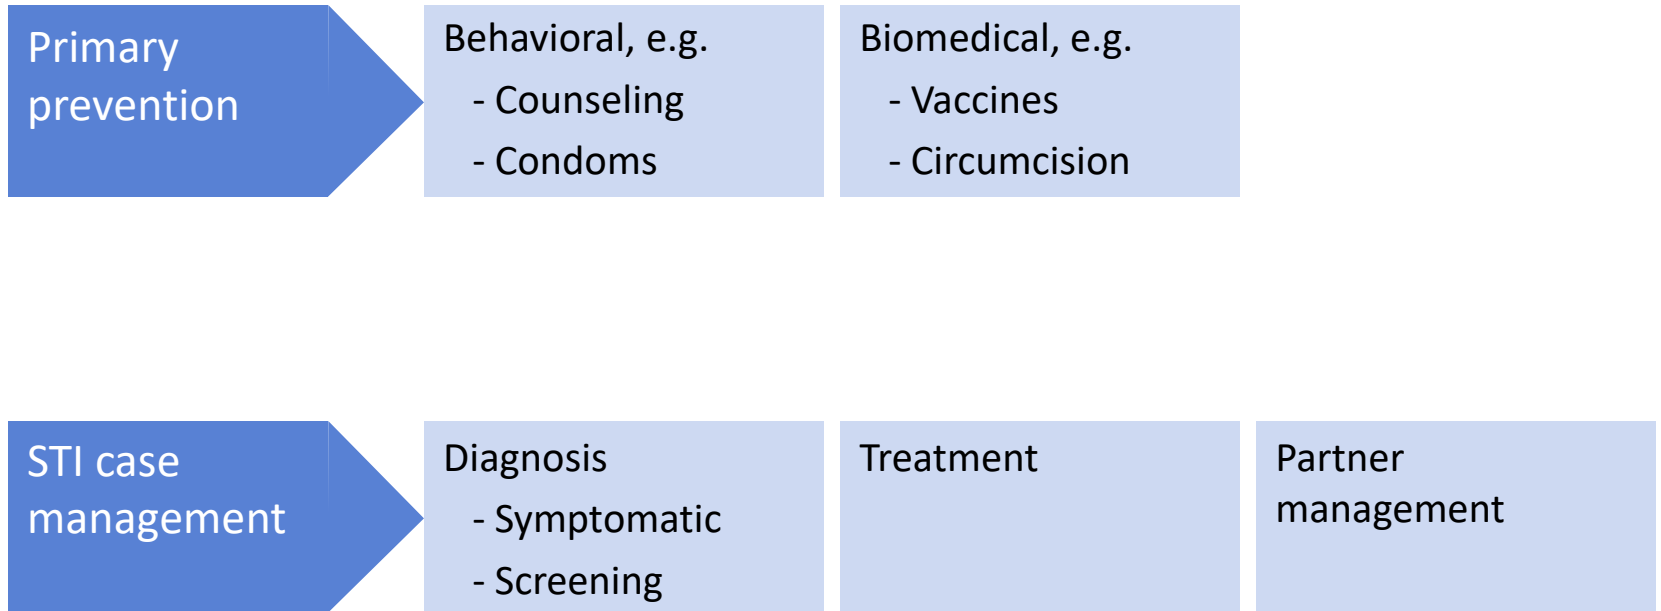 Primary
prevention
Behavioral, e.g.
- Counseling
- Condoms
Biomedical, e.g.
- Vaccines
- Circumcision
STI case
management
Diagnosis
- Symptomatic
- Screening
Treatment
Partner
management